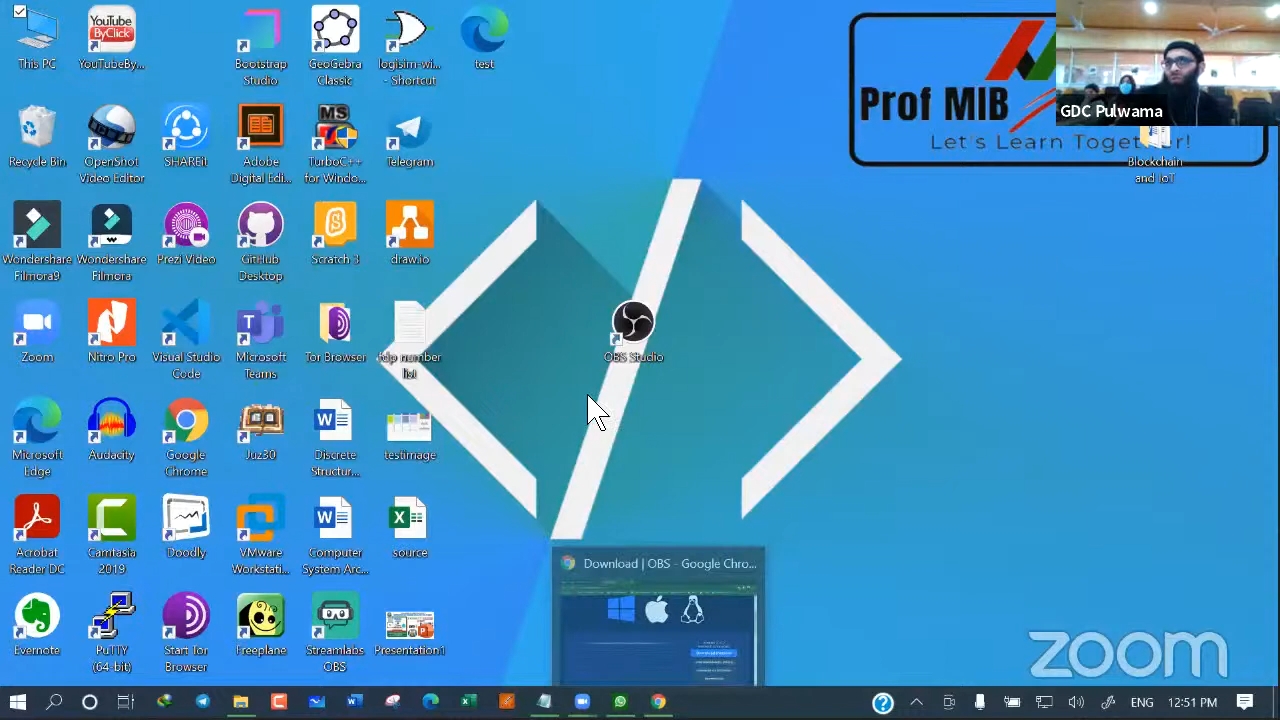 This PC
YouTubeBy...
Bootstrap
Studio
GeoGebra
Classic
logisim-wi...
- Shortcut
test
YouTube
ByClick
Recycle Bin
OpenShot
Video Editor
SHAREit
Adobe
Digital Edi...
MS
TurboC++
for Windo...
Telegram
Wondershare
Filmora9
Wondershare
Filmora
Prezi Video
GitHub
Desktop
Scratch 3
draw.io
Zoom
Nitro Pro
Visual Studio
Code
Microsoft
Teams
Tor Browser
fdp number
list
OBS Studio
Microsoft
Edge
Audacity
Google
Chrome
Juz30
Discrete
Structur...
testimage
Acrobat
Reader DC
Camtasia
2019
Doodly
VMware
Workstati...
Computer
System Arc...
source
Evernote
PuTTY
(64-bit)
Start Tor
Browser
Freeplane
Streamlabs
OBS
Presentation1
Prof MIB
Let's Learn Together!
GDC Pulwama
Blockchain
and IoT
Download | OBS - Google Chro...
zoom
ENG
12:51 PM